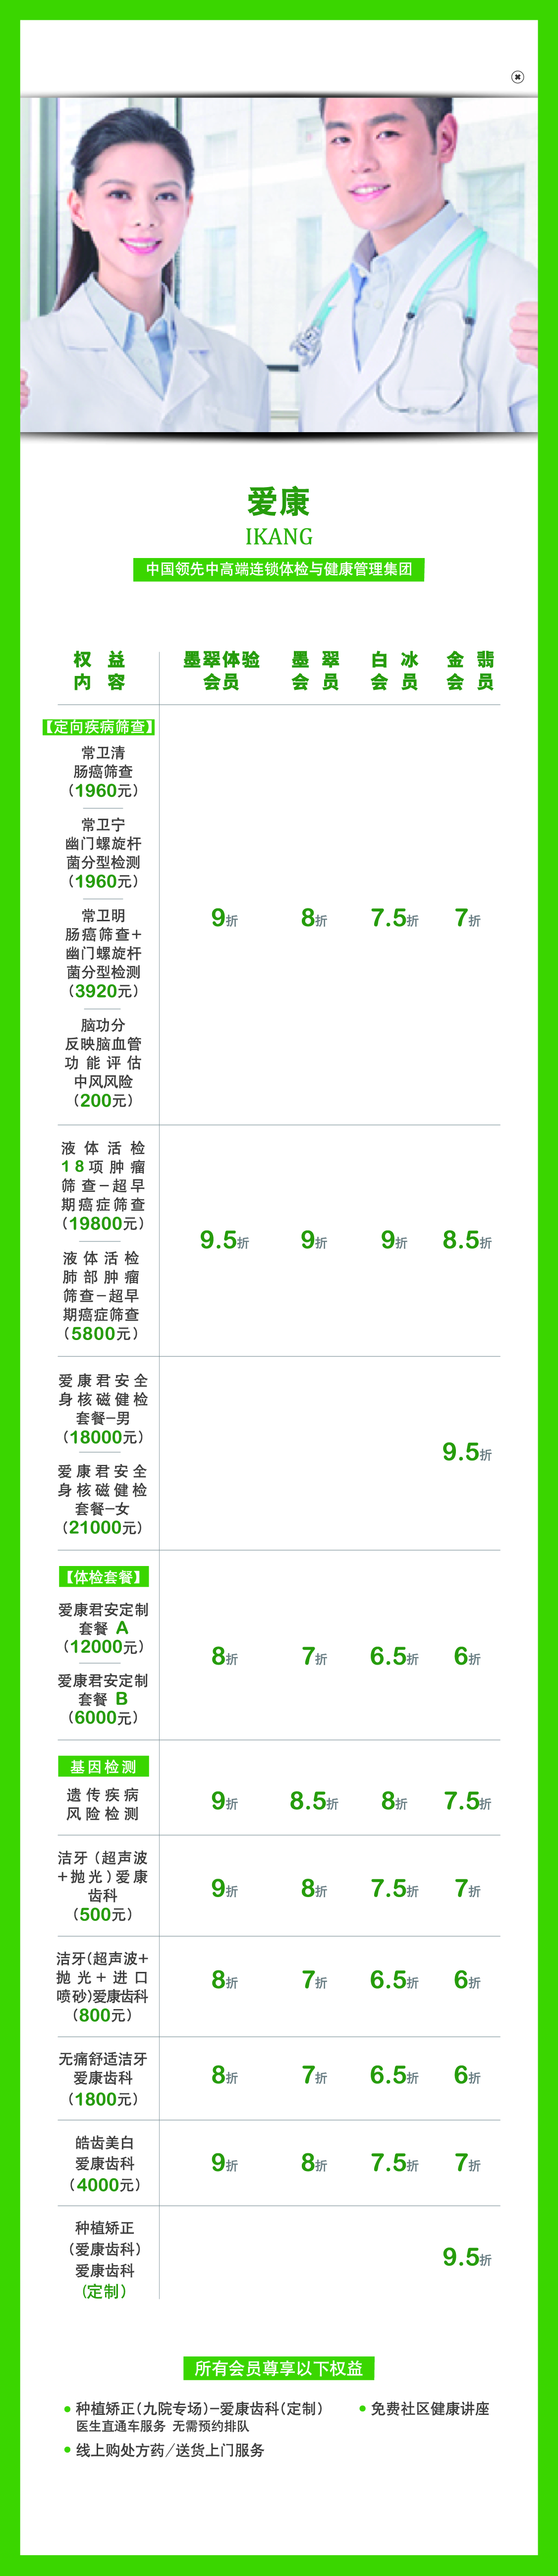 爱康
IKANG
中国领先中高端连锁体检与健康管理集团
权益 墨翠体验 墨翠 白冰 金翡
内容 会员 会员 会员 会员
【定向疾病筛查】
常卫清
肠癌筛查
（1960元）
常卫宁
幽门螺旋杆
菌分型检测
（1960元）
9折 8折 7.5折 7折
常卫明
肠癌筛查+
幽门螺旋杆
菌分型检测
（3920元）
脑功分
反映脑血管
功能评估
中风风险
（200元）
液体活检
18项肿瘤
筛查-超早
期癌症筛查
（19800元）
9.5折 9折 9折 8.5折
液体活检
肺部肿瘤
筛查-超早
期癌症筛查
（5800元）
爱康君安全
身核磁健检
套餐-男
（18000元）
9.5折
爱康君安全
身核磁健检
套餐-女
（21000元）
【体检套餐】
爱康君安定制
套餐 A
（12000元）
8折 7折 6.5折 6折
爱康君安定制
套餐 B
（6000元）
基因检测
遗传疾病
风险检测
9折 8.5折 8折 7.5折
洁牙（超声波
+抛光）爱康
齿科
（500元）
9折 8折 7.5折 7折
洁牙(超声波+
抛光+进口
喷砂)爱康齿科
（800元）
8折 7折 6.5折 6折
无痛舒适洁牙
爱康齿科
（1800元）
8折 7折 6.5折 6折
皓齿美白
爱康齿科
（4000元）
9折 8折 7.5折 7折
种植矫正
（爱康齿科）
爱康齿科
（定制）
9.5折
所有会员尊享以下权益
种植矫正（九院专场）-爱康齿科（定制） 免费社区健康讲座
医生直通车服务 无需预约排队
线上购处方药/送货上门服务